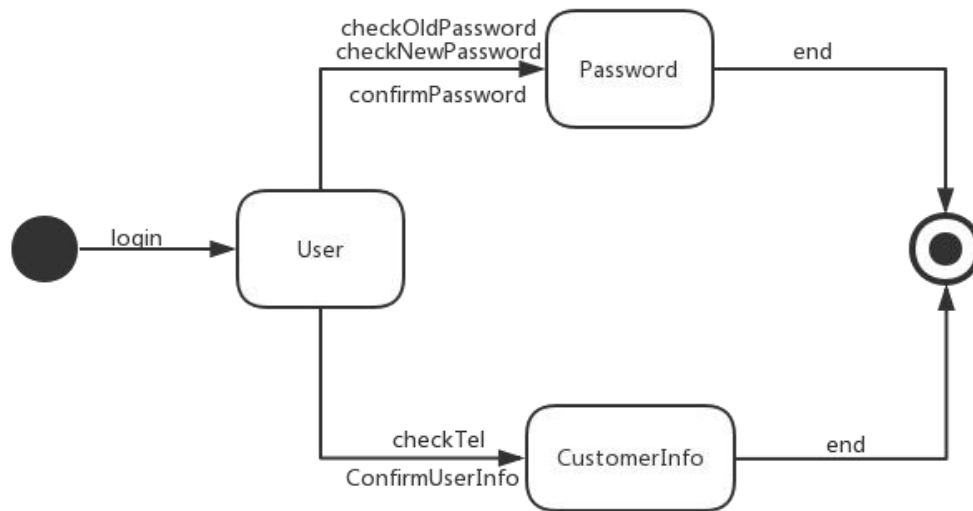 checkOldPassword
checkNewPassword
confirmPassword
Password
end
login
User
checkTel
ConfirmUserInfo
CustomerInfo
end